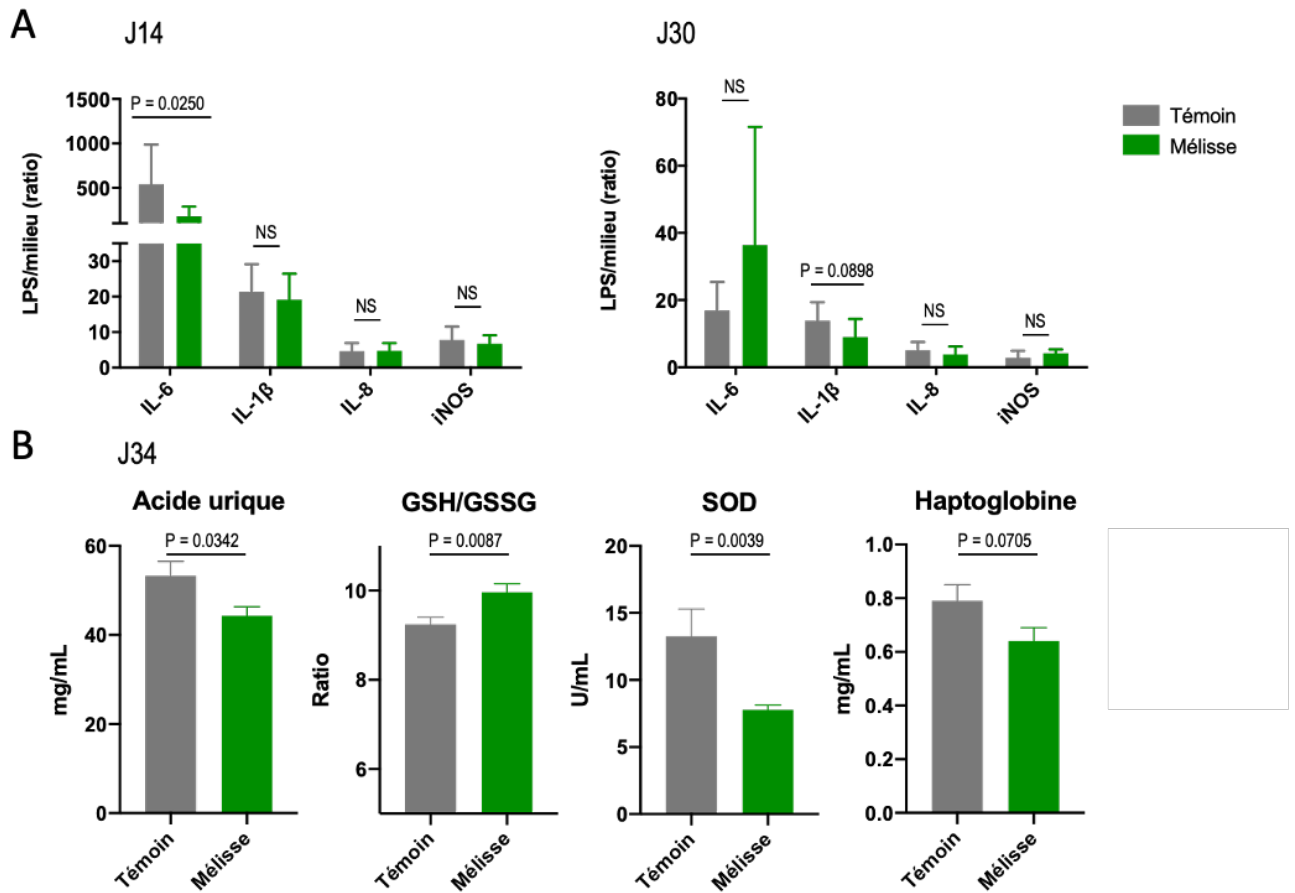 A
J14
J30
P = 0.0250
NS
NS
NS
LPS/milieu (ratio)
1500
1000
500
30
20
10
0
IL-6
IL-1β
IL-8
iNOS
NS
P = 0.0898
NS
NS
LPS/milieu (ratio)
80
60
40
20
0
IL-6
IL-1β
IL-8
iNOS
Témoin
Mélisse
B
J34
Acide urique
P = 0.0342
mg/mL
60
40
20
0
Témoin
Mélisse
GSH/GSSG
P = 0.0087
Ratio
10
8
6
Témoin
Mélisse
SOD
P = 0.0039
U/mL
20
15
10
5
0
Témoin
Mélisse
Haptoglobine
P = 0.0705
mg/mL
1.0
0.8
0.6
0.4
0.2
0.0
Témoin
Mélisse